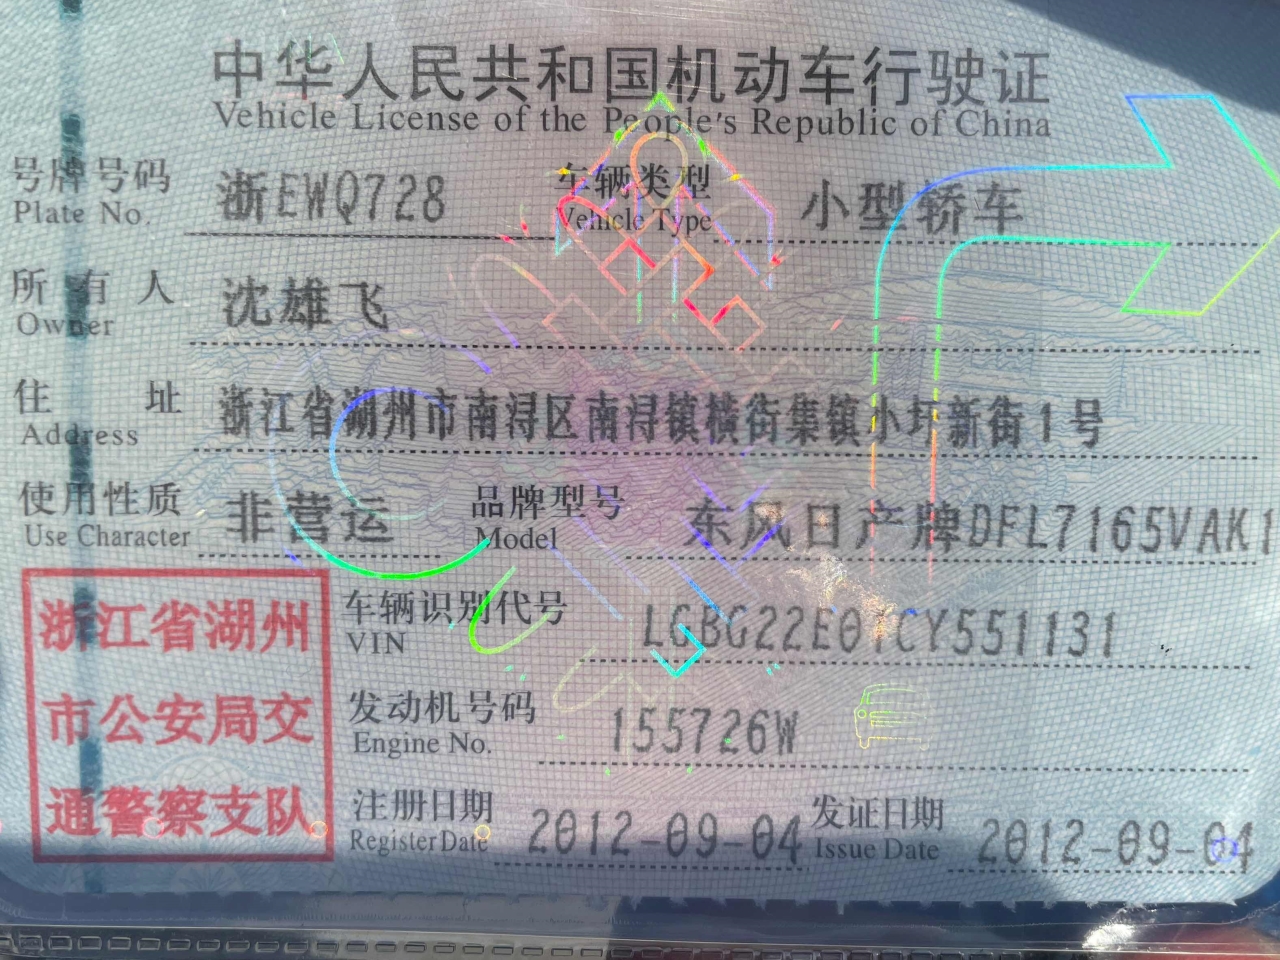 中华人民共和国机动车行驶证
Vehicle License of the People's Republic of China
号牌号码 浙EWQ728 车辆类型 小型轿车
Plate No. Vehicle Type
所有人 沈雄飞
Owner
住址 浙江省湖州市南浔区南浔镇横街集镇小圩新街1号
Address
使用性质 非营运 品牌型号 东风日产牌DFL7165VAK1
Use Character Model
车辆识别代号 LGBG22E01CY551131
VIN
发动机号码 155726W
Engine No.
注册日期 2012-09-04 发证日期 2012-09-04
Register Date Issue Date
浙江省湖州
市公安局交
通警察支队